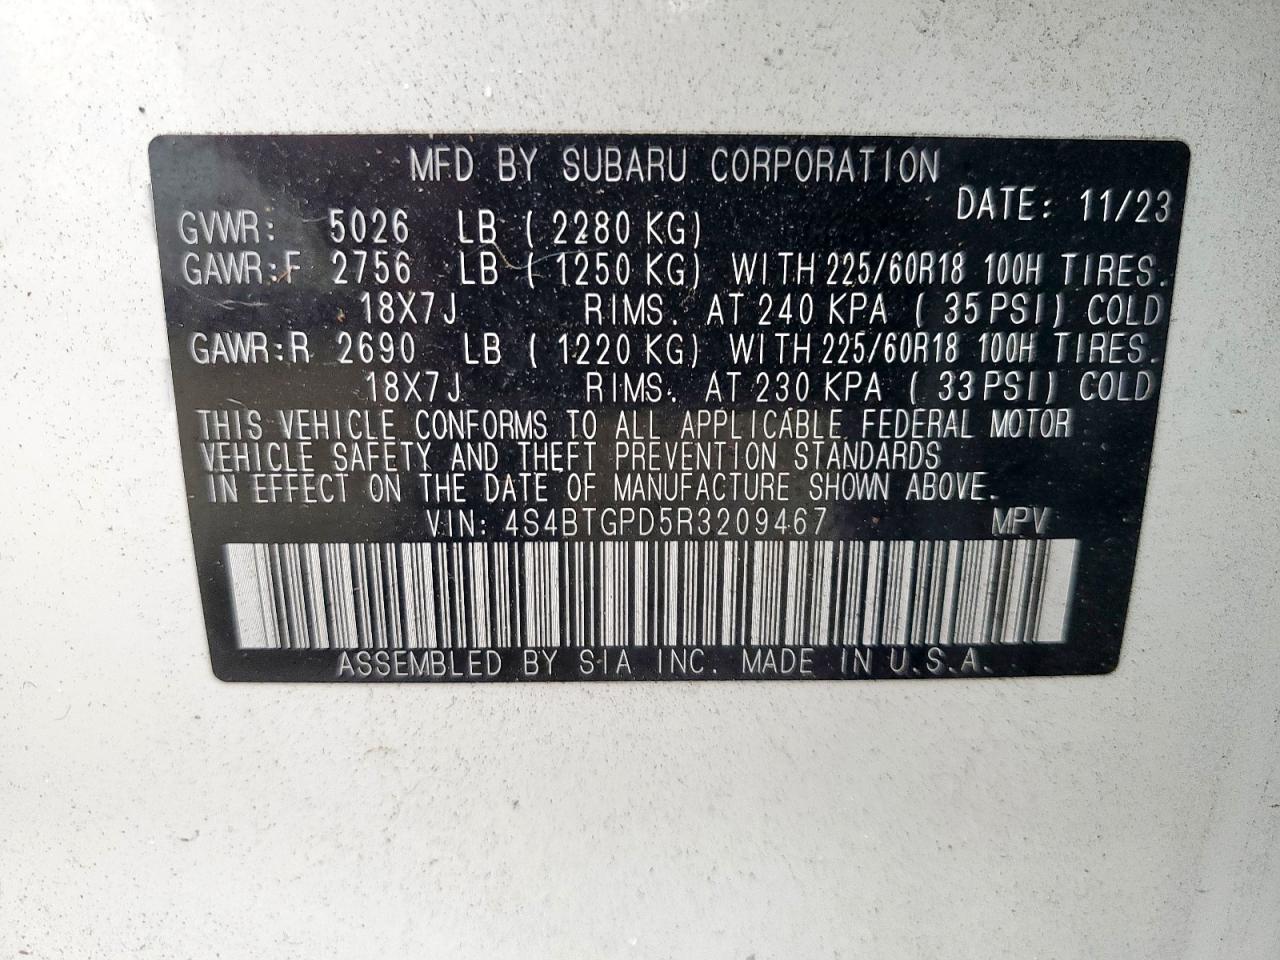 MFD BY SUBARU CORPORATION
DATE: 11/23
GVWR: 5026 LB ( 2280 KG)
GAWR:F 2756 LB ( 1250 KG) WITH 225/60R18 100H TIRES.
18X7J RIMS. AT 240 KPA ( 35 PSI) COLD
GAWR:R 2690 LB ( 1220 KG) WITH 225/60R18 100H TIRES.
18X7J RIMS. AT 230 KPA ( 33 PSI) COLD
THIS VEHICLE CONFORMS TO ALL APPLICABLE FEDERAL MOTOR
VEHICLE SAFETY AND THEFT PREVENTION STANDARDS
IN EFFECT ON THE DATE OF MANUFACTURE SHOWN ABOVE.
VIN: 4S4BTGPD5R3209467 MPV
ASSEMBLED BY SIA INC. MADE IN U.S.A.